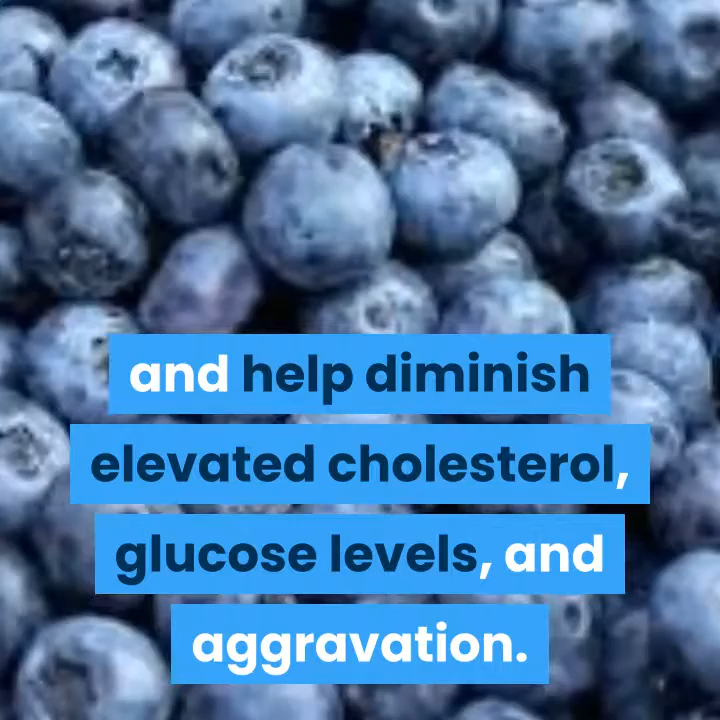 and help diminish
elevated cholesterol,
glucose levels, and
aggravation.